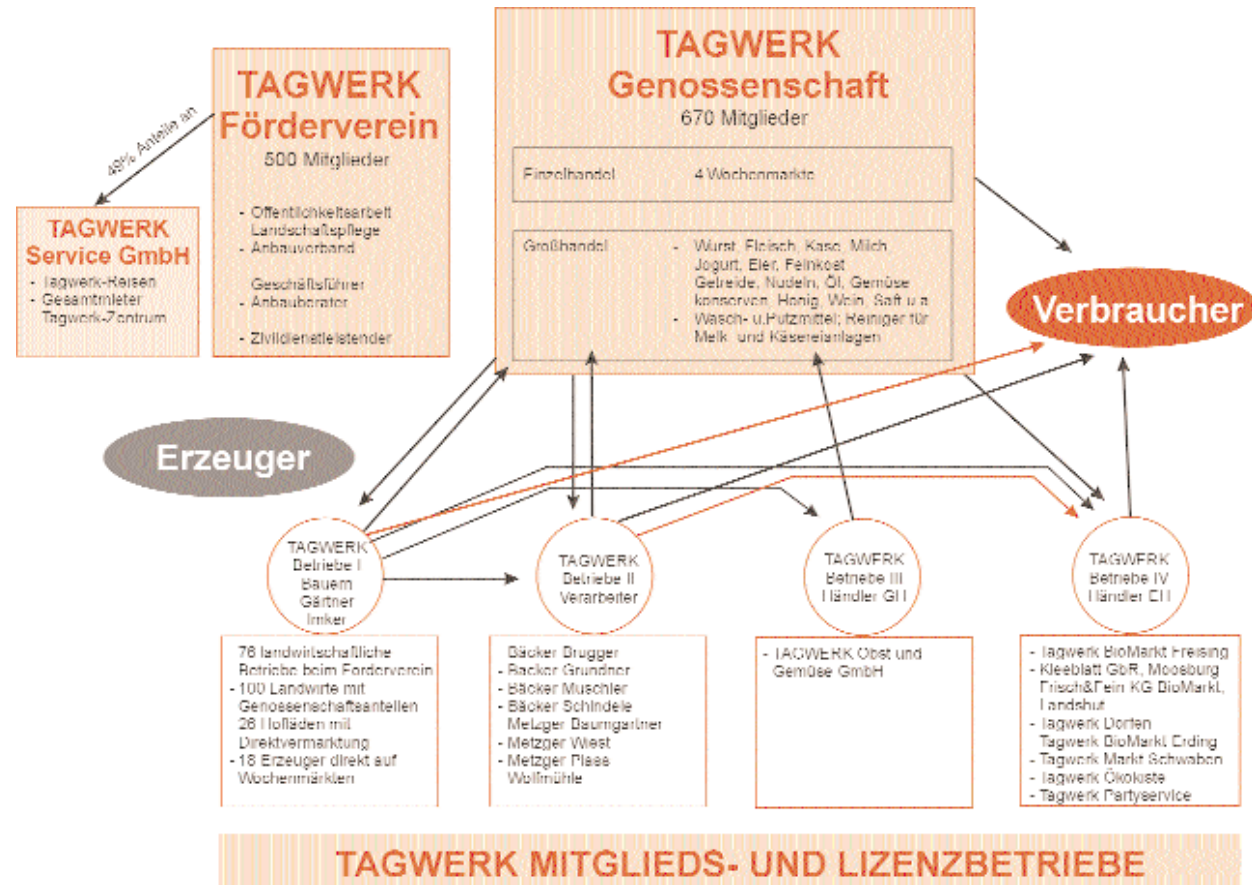 TAGWERK
Förderverein
500 Mitglieder
- Öffentlichkeitsarbeit
Landschaftspflege
- Anbauverband
Geschäftsführer
- Anbauberater
- Zivildienstleistender
49% Anteile an
TAGWERK
Service GmbH
- Tagwerk-Reisen
- Gesamtmieter
Tagwerk-Zentrum
TAGWERK
Genossenschaft
670 Mitglieder
Einzelhandel 4 Wochenmärkte
Großhandel - Wurst, Fleisch, Käse, Milch,
Jogurt, Eier, Feinkost
Getreide, Nudeln, Öl, Gemüse
konserven, Honig, Wein, Saft u.a
- Wasch- u.Putzmittel; Reiniger für
Melk- und Käsereianlagen
Verbraucher
Erzeuger
TAGWERK
Betriebe I
Bauern
Gärtner
Imker
TAGWERK
Betriebe II
Verarbeiter
TAGWERK
Betriebe III
Händler GH
TAGWERK
Betriebe IV
Händler EH
76 landwirtschaftliche
Betriebe beim Förderverein
- 100 Landwirte mit
Genossenschaftsanteilen
26 Hofläden mit
Direktvermarktung
- 18 Erzeuger direkt auf
Wochenmärkten
Bäcker Brugger
- Bäcker Grundner
- Bäcker Muschler
- Bäcker Schindele
Metzger Baumgartner
- Metzger Wiest
- Metzger Plass
Wolfmühle
- TAGWERK Obst und
Gemüse GmbH
- Tagwerk BioMarkt Freising
- Kleeblatt GbR, Moosburg
Frisch&Fein KG BioMarkt,
Landshut
- Tagwerk Dorfen
Tagwerk BioMarkt Erding
- Tagwerk Markt Schwaben
- Tagwerk Ökokiste
- Tagwerk Partyservice
TAGWERK MITGLIEDS- UND LIZENZBETRIEBE